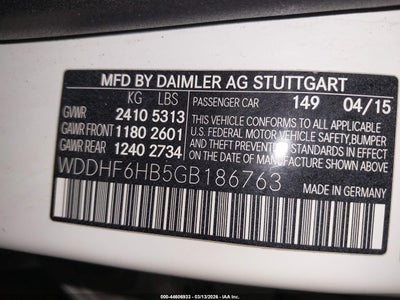 MFD BY DAIMLER AG STUTTGART
KG LBS
PASSENGER CAR 149 04/15
GVWR 2410 5313
GAWR FRONT 1180 2601
GAWR REAR 1240 2734
THIS VEHICLE CONFORMS TO ALL APPLICABLE
U.S. FEDERAL MOTOR VEHICLE SAFETY, BUMPER
AND THEFT PREVENTION STANDARDS IN EFFECT
ON THE DATE OF MANUFACTURE SHOWN ABOVE
WDDHF6HB5GB186763
MADE IN GERMANY
000-44606933 - 03/13/2026 - IAA Inc.